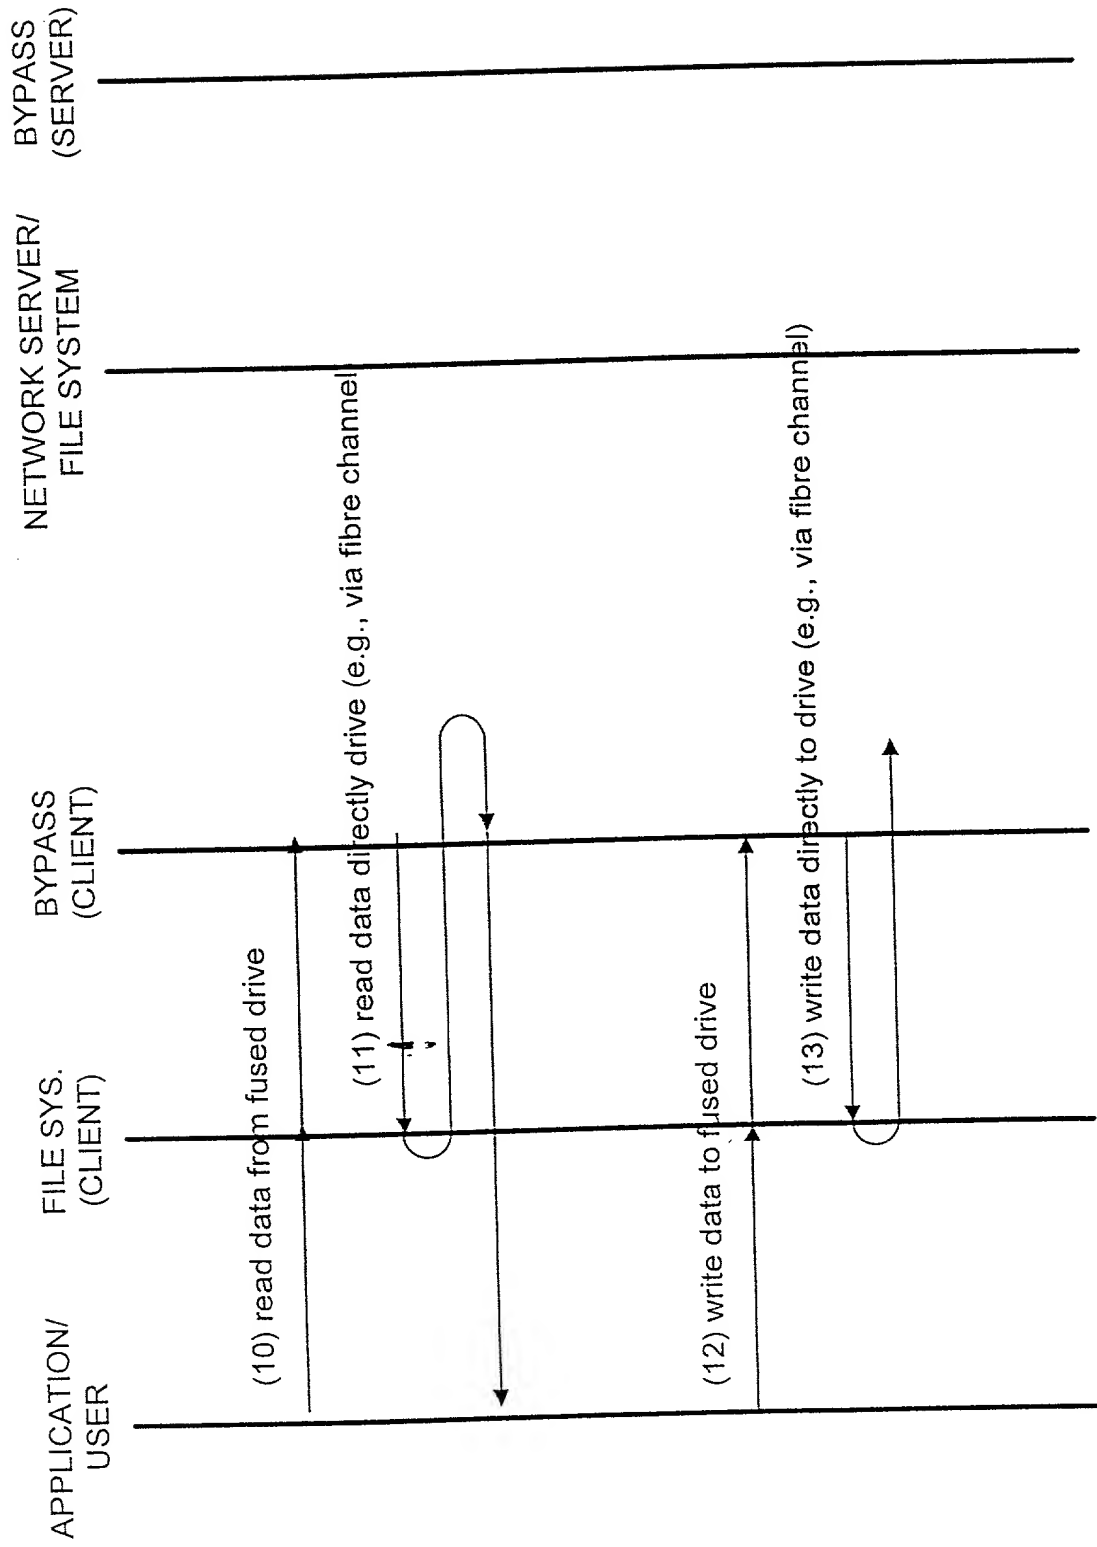 APPLICATION/
USER
FILE SYS.
(CLIENT)
BYPASS
(CLIENT)
NETWORK SERVER/
FILE SYSTEM
BYPASS
(SERVER)
(10) read data from fused drive
(11) read data directly drive (e.g., via fibre channel
(12) write data to fused drive
(13) write data directly to drive (e.g., via fibre channel)